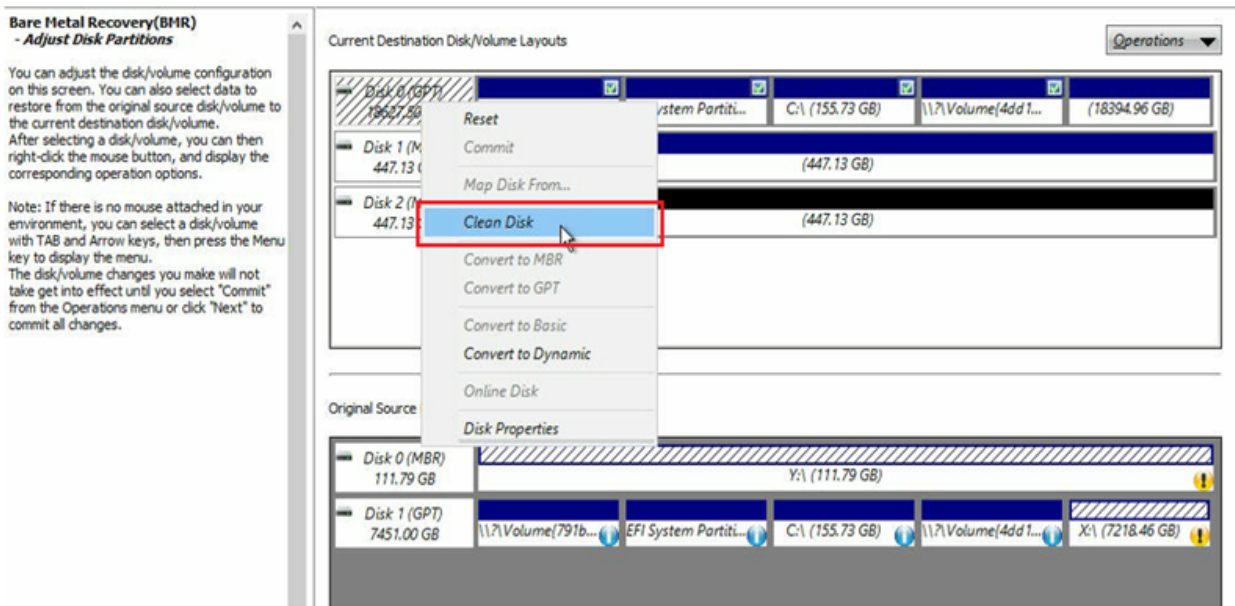 Bare Metal Recovery(BMR)
- Adjust Disk Partitions
You can adjust the disk/volume configuration
on this screen. You can also select data to
restore from the original source disk/volume to
the current destination disk/volume.
After selecting a disk/volume, you can then
right-click the mouse button, and display the
corresponding operation options.
Note: If there is no mouse attached in your
environment, you can select a disk/volume
with TAB and Arrow keys, then press the Menu
key to display the menu.
The disk/volume changes you make will not
take get into effect until you select "Commit"
from the Operations menu or click "Next" to
commit all changes.
Current Destination Disk/Volume Layouts
Operations
Disk 0 (GPT)
18627.50
ystem Partiti...
C:\ (155.73 GB)
\\?\Volume{4dd1...
(18394.96 GB)
Disk 1 (M
447.13 (
(447.13 GB)
Disk 2 (M
447.13
(447.13 GB)
Reset
Commit
Map Disk From...
Clean Disk
Convert to MBR
Convert to GPT
Convert to Basic
Convert to Dynamic
Online Disk
Disk Properties
Original Source
Disk 0 (MBR)
111.79 GB
Y:\ (111.79 GB)
Disk 1 (GPT)
7451.00 GB
\\?\Volume{791b...
EFI System Partiti...
C:\ (155.73 GB)
\\?\Volume{4dd1...
X:\ (7218.46 GB)